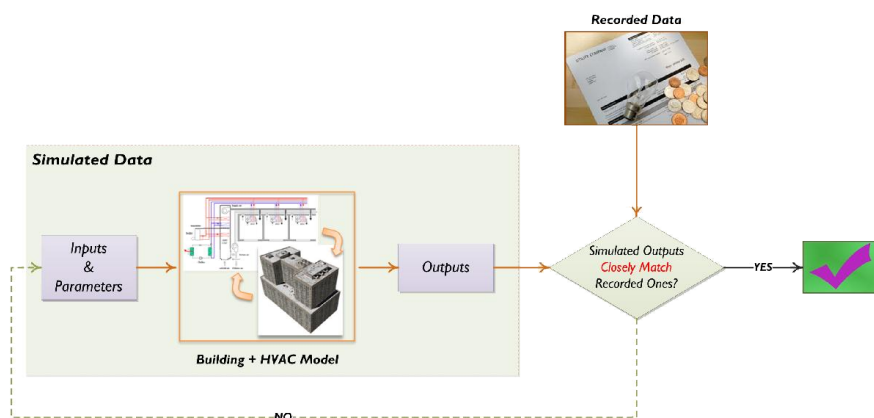 Recorded Data
Simulated Data
Inputs
&
Parameters
Building + HVAC Model
Outputs
Simulated Outputs
Closely Match
Recorded Ones?
YES
NO